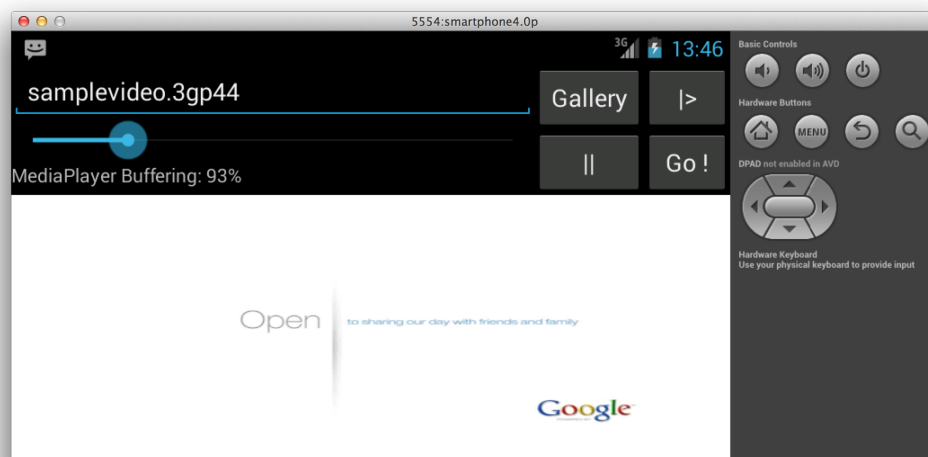 5554:smartphone4.0p
3G
13:46
samplevideo.3gp44
Gallery
|>
MediaPlayer Buffering: 93%
||
Go !
Open
to sharing our day with friends and family
Google
Basic Controls
Hardware Buttons
MENU
DPAD not enabled in AVD
Hardware Keyboard
Use your physical keyboard to provide input